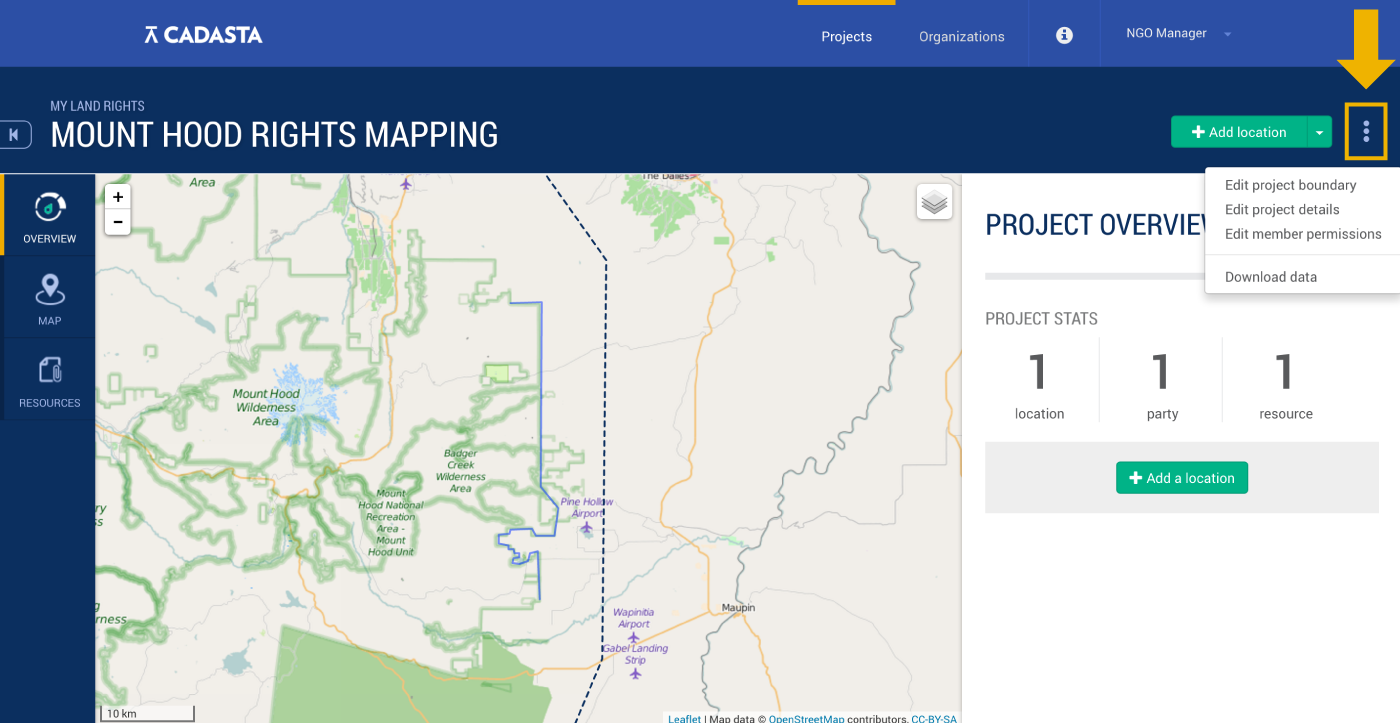 CADASTA
Projects
Organizations
NGO Manager
MY LAND RIGHTS
MOUNT HOOD RIGHTS MAPPING
Add location
Edit project boundary
Edit project details
Edit member permissions
Download data
OVERVIEW
MAP
RESOURCES
+
−
Area
The Dalles
Mount Hood
Wilderness
Area
Badger
Creek
Wilderness
Area
Mount
Hood National
Recreation
Area -
Mount
Hood Unit
Pine Hollow
Airport
Wapinitia
Airport
Gabel Landing
Strip
Maupin
10 km
Leaflet | Map data © OpenStreetMap contributors, CC-BY-SA
PROJECT OVERVIEW
PROJECT STATS
1
location
1
party
1
resource
Add a location